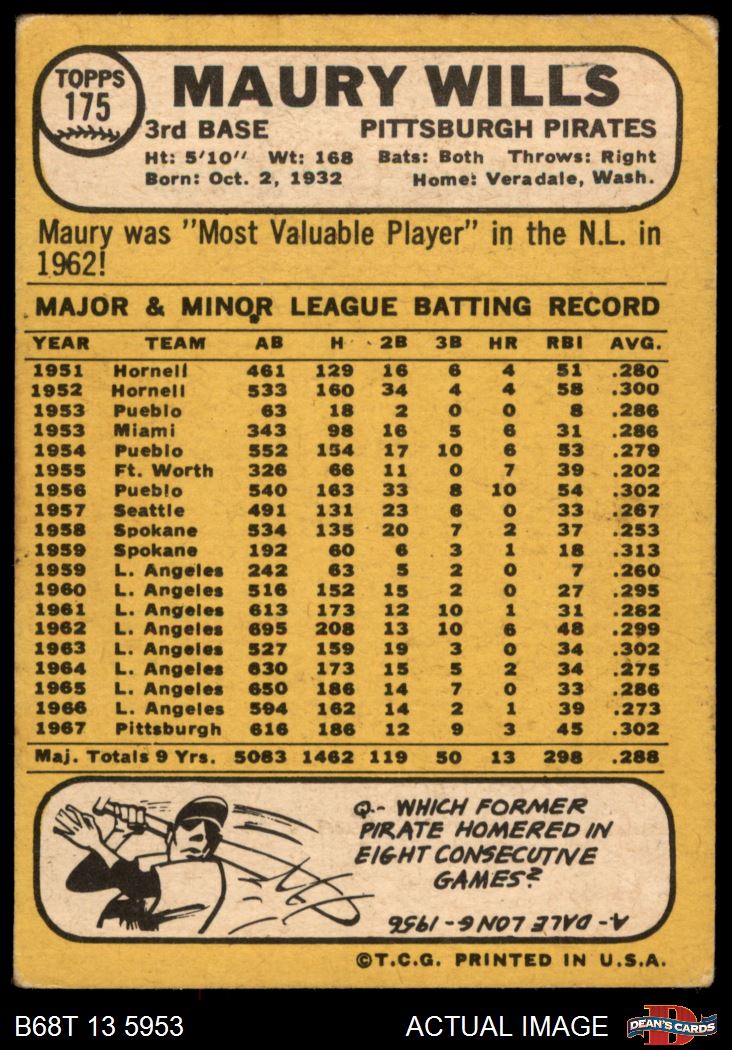 TOPPS
175
MAURY WILLS
3rd BASE PITTSBURGH PIRATES
Ht: 5'10" Wt: 168 Bats: Both Throws: Right
Born: Oct. 2, 1932 Home: Veradale, Wash.
Maury was "Most Valuable Player" in the N.L. in
1962!
MAJOR & MINOR LEAGUE BATTING RECORD
YEAR TEAM AB H 2B 3B HR RBI AVG.
1951 Hornell 461 129 16 6 4 51 .280
1952 Hornell 533 160 34 4 4 58 .300
1953 Pueblo 63 18 2 0 0 8 .286
1953 Miami 343 98 16 5 6 31 .286
1954 Pueblo 552 154 17 10 6 53 .279
1955 Ft. Worth 326 66 11 0 7 39 .202
1956 Pueblo 540 163 33 8 10 54 .302
1957 Seattle 491 131 23 6 0 33 .267
1958 Spokane 534 135 20 7 2 37 .253
1959 Spokane 192 60 6 3 1 18 .313
1959 L. Angeles 242 63 5 2 0 7 .260
1960 L. Angeles 516 152 15 2 0 27 .295
1961 L. Angeles 613 173 12 10 1 31 .282
1962 L. Angeles 695 208 13 10 6 48 .299
1963 L. Angeles 527 159 19 3 0 34 .302
1964 L. Angeles 630 173 15 5 2 34 .275
1965 L. Angeles 650 186 14 7 0 33 .286
1966 L. Angeles 594 162 14 2 1 39 .273
1967 Pittsburgh 616 186 12 9 3 45 .302
Maj. Totals 9 Yrs. 5083 1462 119 50 13 298 .288
Q-- WHICH FORMER
PIRATE HOMERED IN
EIGHT CONSECUTIVE
GAMES?
A- DALE LONG - 1956
©T.C.G. PRINTED IN U.S.A.
B68T 13 5953 ACTUAL IMAGE
DEAN'S CARDS